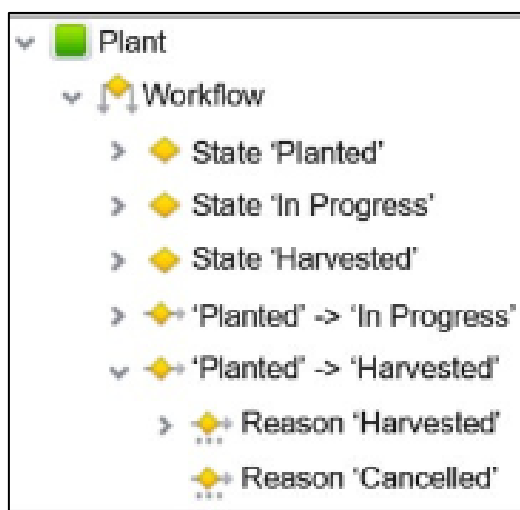 Plant
Workflow
State ‘Planted’
State ‘In Progress’
State ‘Harvested’
‘Planted’ -> ‘In Progress’
‘Planted’ -> ‘Harvested’
Reason ‘Harvested’
Reason ‘Cancelled’